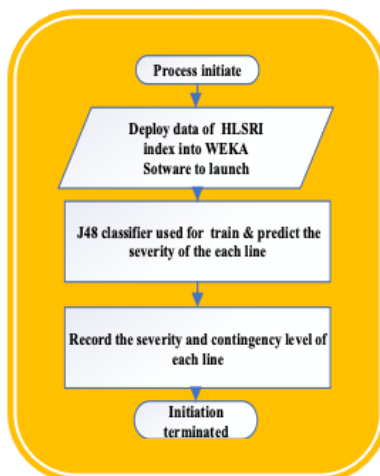 Process initiate
Deploy data of HLSRI
index into WEKA
Sotware to launch
J48 classifier used for train & predict the
severity of the each line
Record the severity and contingency level of
each line
Initiation
terminated